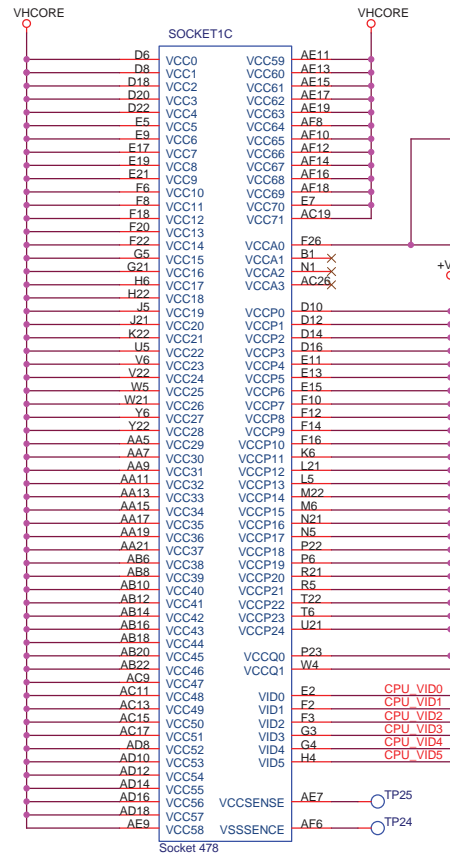 VHCORE VHCORE
SOCKET1C
D6 VCC0 VCC59 AE11
D8 VCC1 VCC60 AE13
D18 VCC2 VCC61 AE15
D20 VCC3 VCC62 AE17
D22 VCC4 VCC63 AE19
E5 VCC5 VCC64 AF8
E9 VCC6 VCC65 AF10
E17 VCC7 VCC66 AF12
E19 VCC8 VCC67 AF14
E21 VCC9 VCC68 AF16
F6 VCC10 VCC69 AF18
F8 VCC11 VCC70 E7
F18 VCC12 VCC71 AC19
F20 VCC13
F22 VCC14 VCCA0 F26
G5 VCC15 VCCA1 B1
G21 VCC16 VCCA2 N1
H6 VCC17 VCCA3 AC26
+V
H22 VCC18
J5 VCC19 VCCP0 D10
J21 VCC20 VCCP1 D12
K22 VCC21 VCCP2 D14
U5 VCC22 VCCP3 D16
V6 VCC23 VCCP4 E11
V22 VCC24 VCCP5 E13
W5 VCC25 VCCP6 E15
W21 VCC26 VCCP7 F10
Y6 VCC27 VCCP8 F12
Y22 VCC28 VCCP9 F14
AA5 VCC29 VCCP10 F16
AA7 VCC30 VCCP11 K6
AA9 VCC31 VCCP12 L21
AA11 VCC32 VCCP13 L5
AA13 VCC33 VCCP14 M22
AA15 VCC34 VCCP15 M6
AA17 VCC35 VCCP16 N21
AA19 VCC36 VCCP17 N5
AA21 VCC37 VCCP18 P22
AB6 VCC38 VCCP19 P6
AB8 VCC39 VCCP20 R21
AB10 VCC40 VCCP21 R5
AB12 VCC41 VCCP22 T22
AB14 VCC42 VCCP23 T6
AB16 VCC43 VCCP24 U21
AB18 VCC44
AB20 VCC45 VCCQ0 P23
AB22 VCC46 VCCQ1 W4
AC9 VCC47
AC11 VCC48 VID0 E2 CPU_VID0
AC13 VCC49 VID1 F2 CPU_VID1
AC15 VCC50 VID2 F3 CPU_VID2
AC17 VCC51 VID3 G3 CPU_VID3
AD8 VCC52 VID4 G4 CPU_VID4
AD10 VCC53 VID5 H4 CPU_VID5
AD12 VCC54
AD14 VCC55
AD16 VCC56 VCCSENSE AE7 TP25
AD18 VCC57
AE9 VCC58 VSSSENCE AF6 TP24
Socket 478